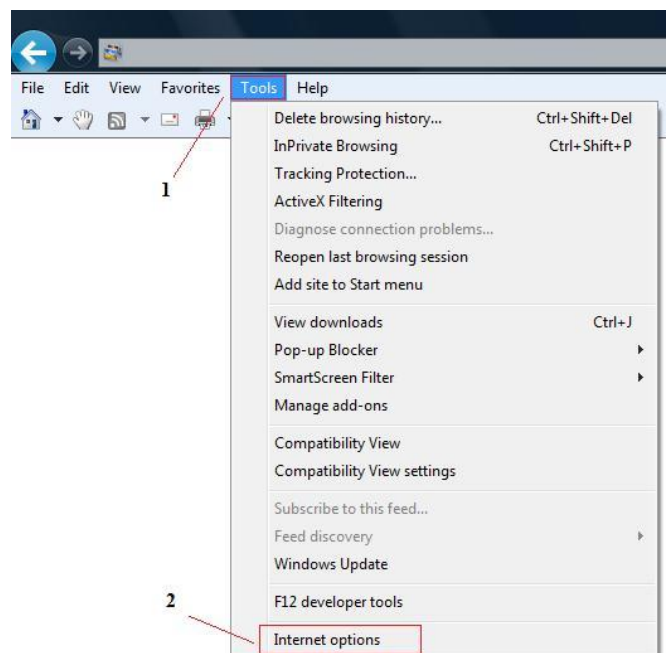 File Edit View Favorites Tools Help
1
Delete browsing history... Ctrl+Shift+Del
InPrivate Browsing Ctrl+Shift+P
Tracking Protection...
ActiveX Filtering
Diagnose connection problems...
Reopen last browsing session
Add site to Start menu
View downloads Ctrl+J
Pop-up Blocker
SmartScreen Filter
Manage add-ons
Compatibility View
Compatibility View settings
Subscribe to this feed...
Feed discovery
Windows Update
2
F12 developer tools
Internet options